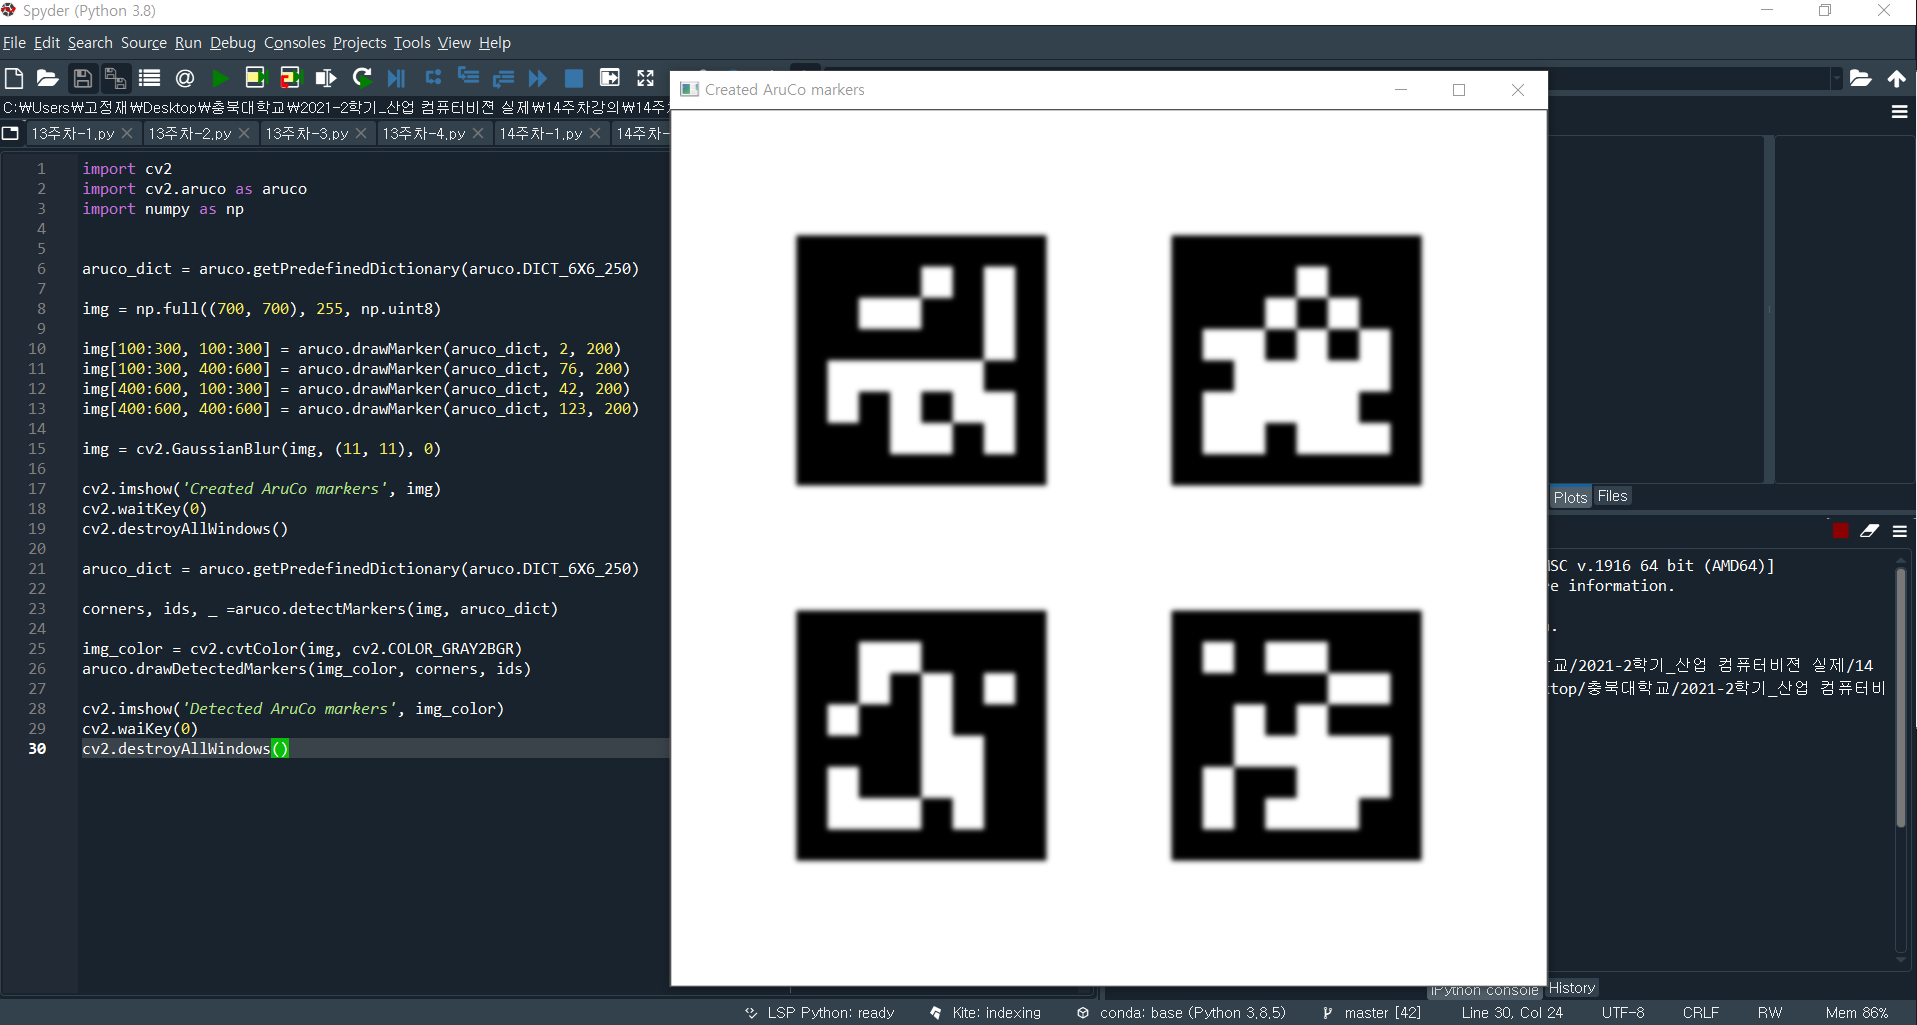 Spyder (Python 3.8)
File Edit Search Source Run Debug Consoles Projects Tools View Help
C:₩Users₩고정재₩Desktop₩충북대학교₩2021-2학기_산업 컴퓨터비젼 실제₩14주차강의₩14주
13주차-1.py 13주차-2.py 13주차-3.py 13주차-4.py 14주차-1.py 14주차-
1 import cv2
2 import cv2.aruco as aruco
3 import numpy as np
4
5
6 aruco_dict = aruco.getPredefinedDictionary(aruco.DICT_6X6_250)
7
8 img = np.full((700, 700), 255, np.uint8)
9
10 img[100:300, 100:300] = aruco.drawMarker(aruco_dict, 2, 200)
11 img[100:300, 400:600] = aruco.drawMarker(aruco_dict, 76, 200)
12 img[400:600, 100:300] = aruco.drawMarker(aruco_dict, 42, 200)
13 img[400:600, 400:600] = aruco.drawMarker(aruco_dict, 123, 200)
14
15 img = cv2.GaussianBlur(img, (11, 11), 0)
16
17 cv2.imshow('Created AruCo markers', img)
18 cv2.waitKey(0)
19 cv2.destroyAllWindows()
20
21 aruco_dict = aruco.getPredefinedDictionary(aruco.DICT_6X6_250)
22
23 corners, ids, _ =aruco.detectMarkers(img, aruco_dict)
24
25 img_color = cv2.cvtColor(img, cv2.COLOR_GRAY2BGR)
26 aruco.drawDetectedMarkers(img_color, corners, ids)
27
28 cv2.imshow('Detected AruCo markers', img_color)
29 cv2.waiKey(0)
30 cv2.destroyAllWindows()
Created AruCo markers
Plots Files
SC v.1916 64 bit (AMD64)]
e information.
.
교/2021-2학기_산업 컴퓨터비젼 실제/14
top/충북대학교/2021-2학기_산업 컴퓨터비
IPython console History
LSP Python: ready Kite: indexing conda: base (Python 3.8.5) master [42] Line 30, Col 24 UTF-8 CRLF RW Mem 86%